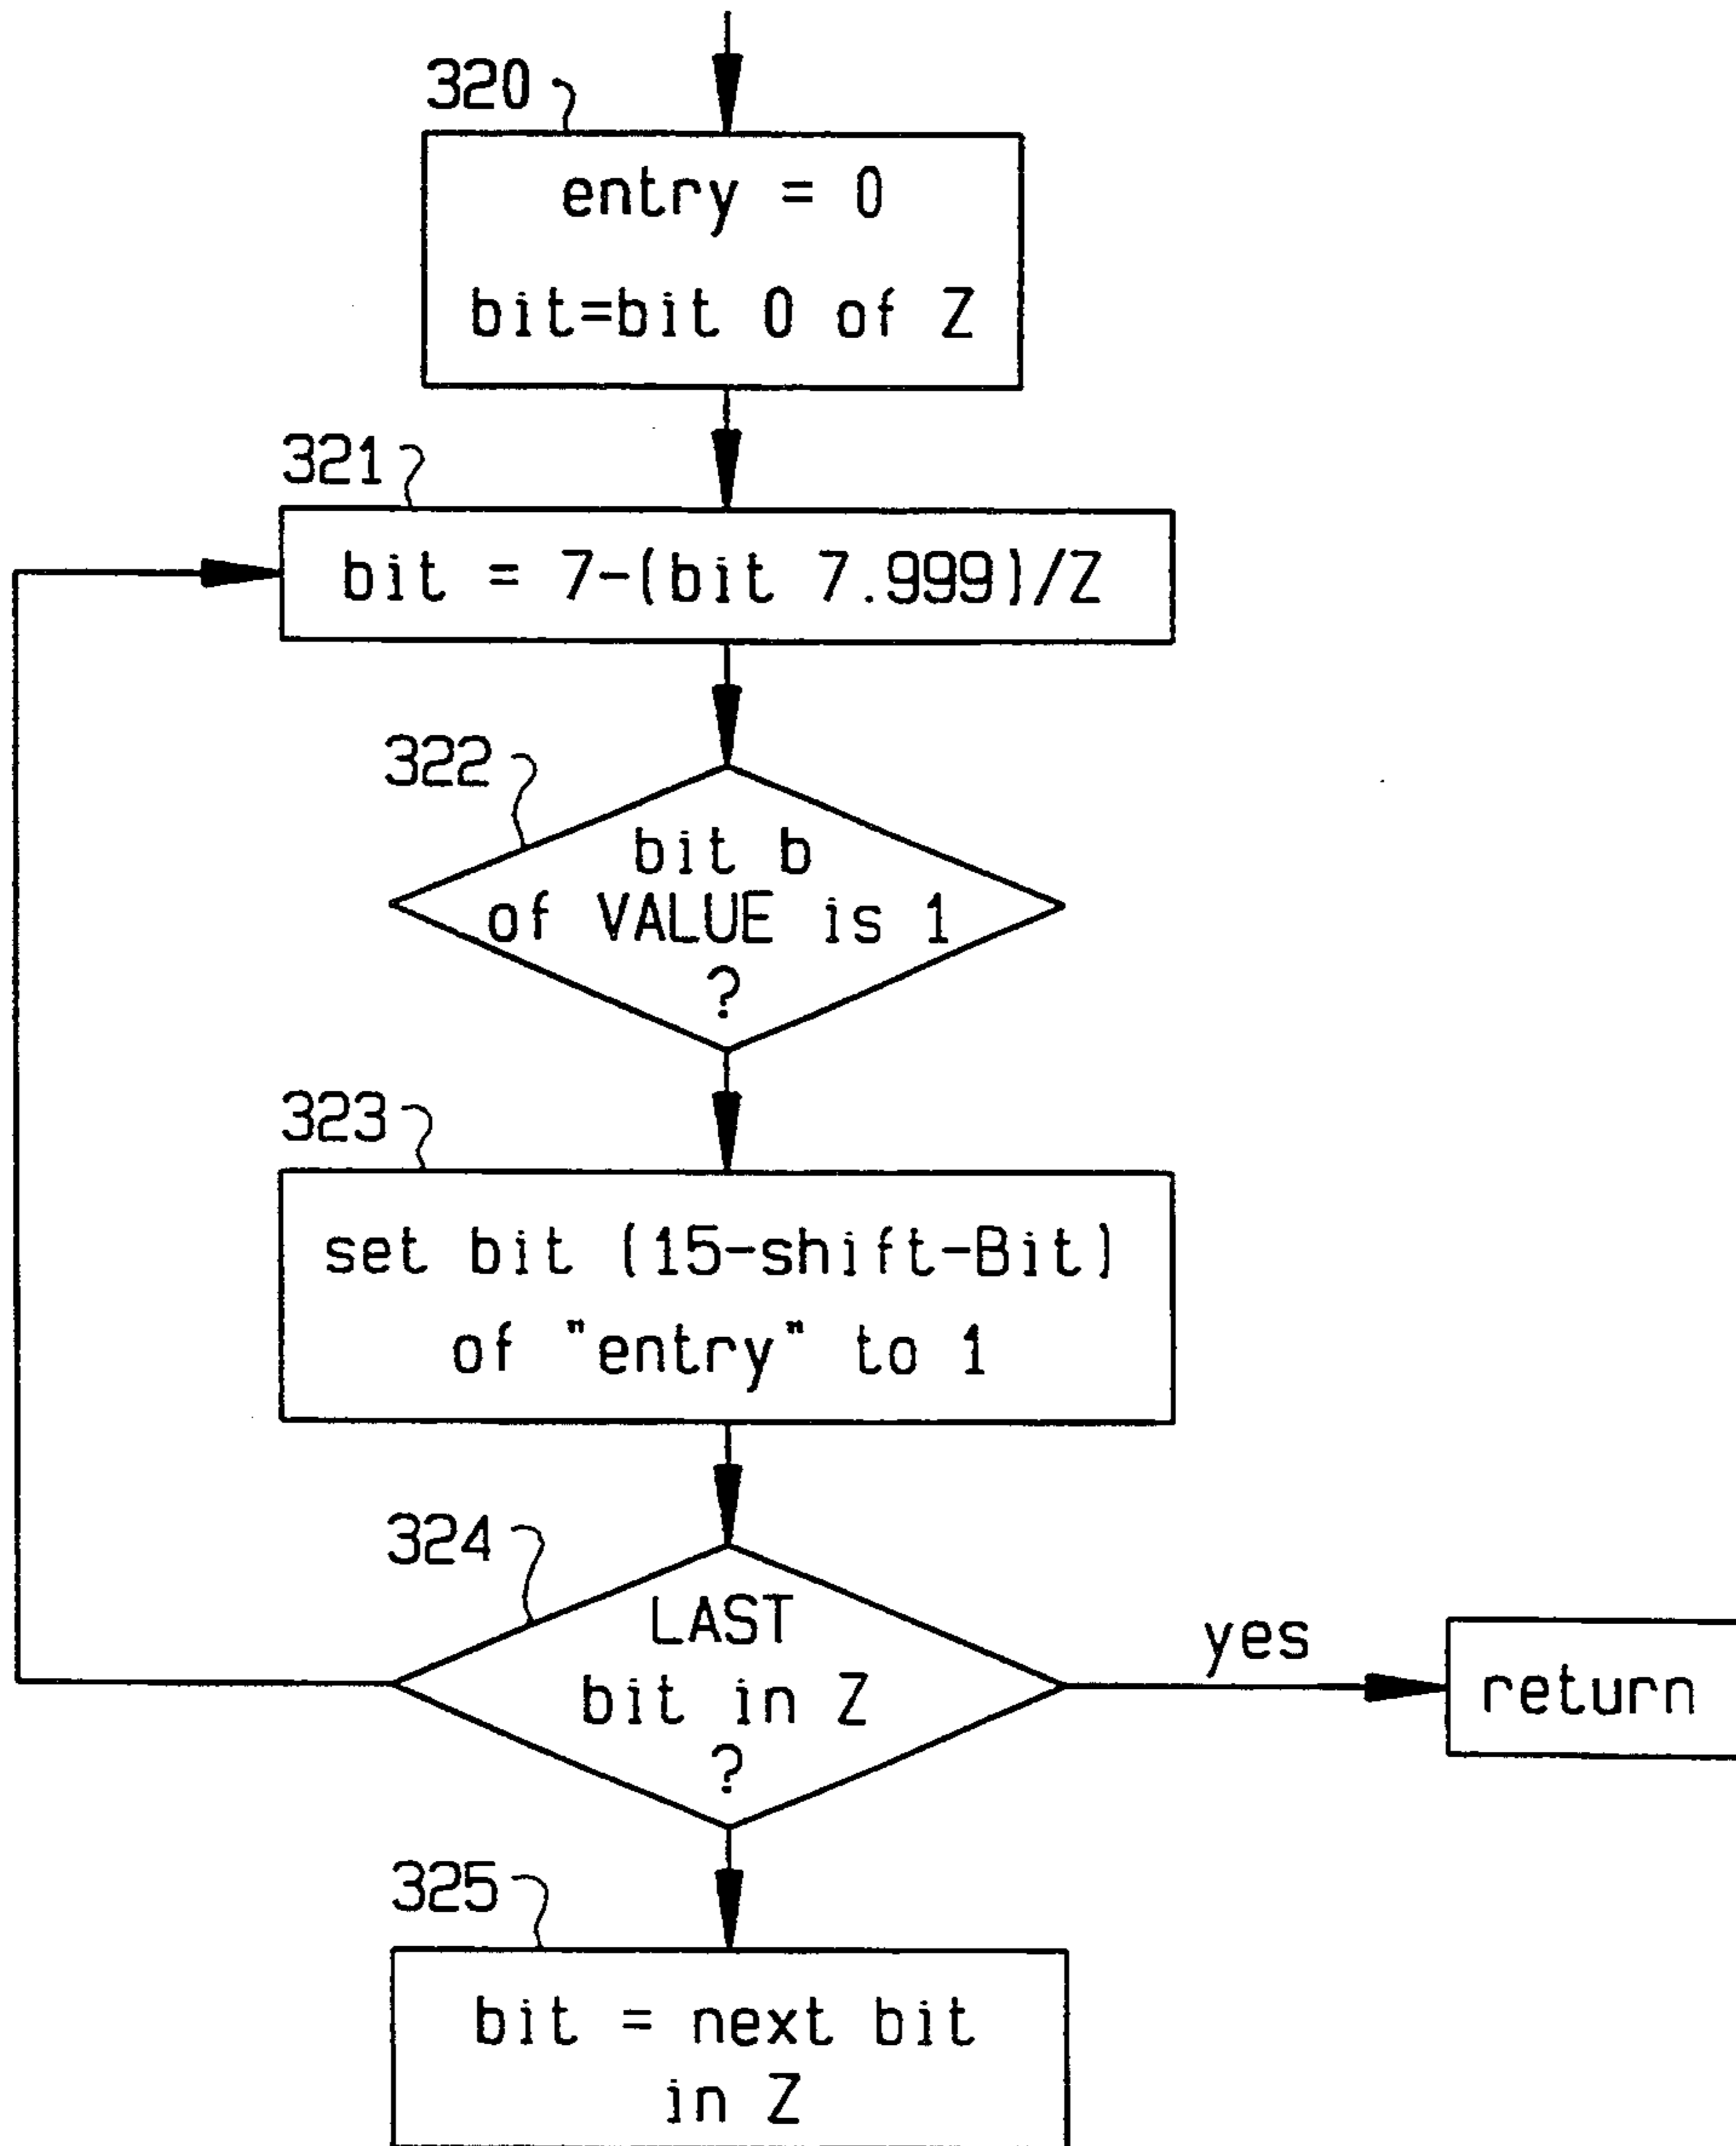 320
entry = 0
bit=bit 0 of Z
321
bit = 7-(bit 7.999)/Z
322
bit b
of VALUE is 1
?
323
set bit (15-shift-Bit)
of "entry" to 1
324
LAST
bit in Z
?
yes
return
325
bit = next bit
in Z